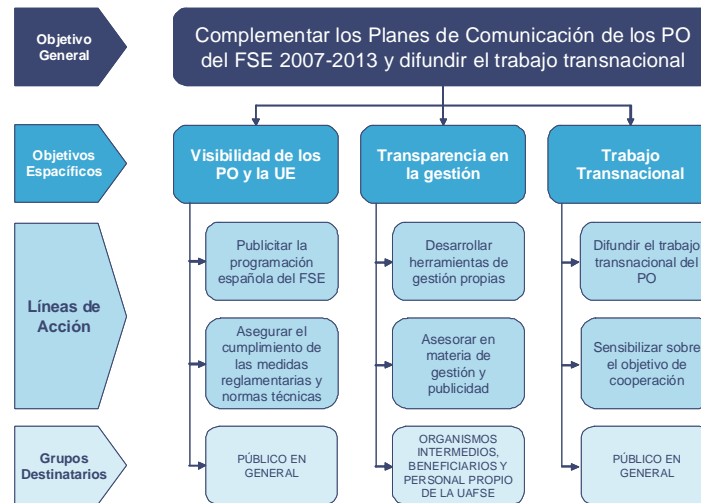 Objetivo
General
Complementar los Planes de Comunicación de los PO
del FSE 2007-2013 y difundir el trabajo transnacional
Objetivos
Espacíficos
Visibilidad de los
PO y la UE
Transparencia en
la gestión
Trabajo
Transnacional
Líneas de
Acción
Publicitar la
programación
española del FSE
Desarrollar
herramientas de
gestión propias
Difundir el trabajo
transnacional del
PO
Asegurar el
cumplimiento de
las medidas
reglamentarias y
normas técnicas
Asesorar en
materia de
gestión y
publicidad
Sensibilizar sobre
el objetivo de
cooperación
Grupos
Destinatarios
PÚBLICO EN
GENERAL
ORGANISMOS
INTERMEDIOS,
BENEFICIARIOS Y
PERSONAL PROPIO
DE LA UAFSE
PÚBLICO EN
GENERAL